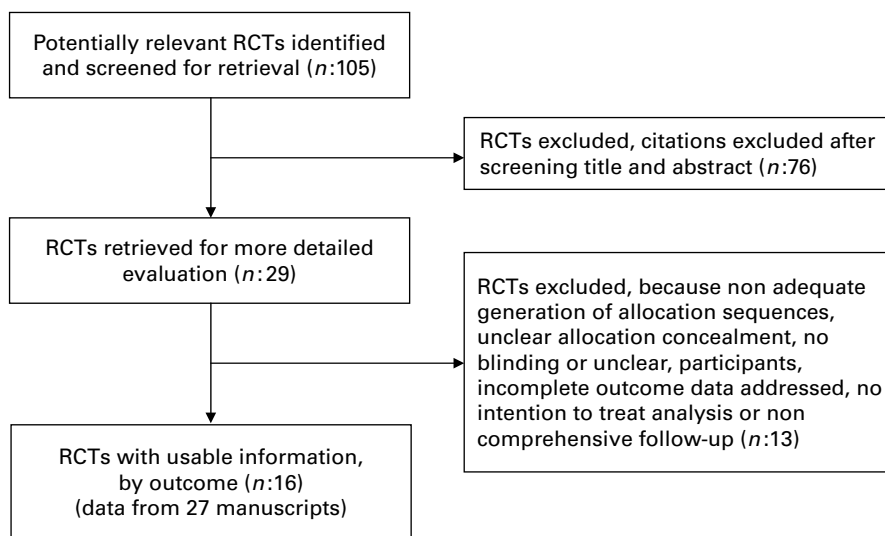 Potentially relevant RCTs identified
and screened for retrieval (n:105)
RCTs excluded, citations excluded after
screening title and abstract (n:76)
RCTs retrieved for more detailed
evaluation (n:29)
RCTs excluded, because non adequate
generation of allocation sequences,
unclear allocation concealment, no
blinding or unclear, participants,
incomplete outcome data addressed, no
intention to treat analysis or non
comprehensive follow-up (n:13)
RCTs with usable information,
by outcome (n:16)
(data from 27 manuscripts)